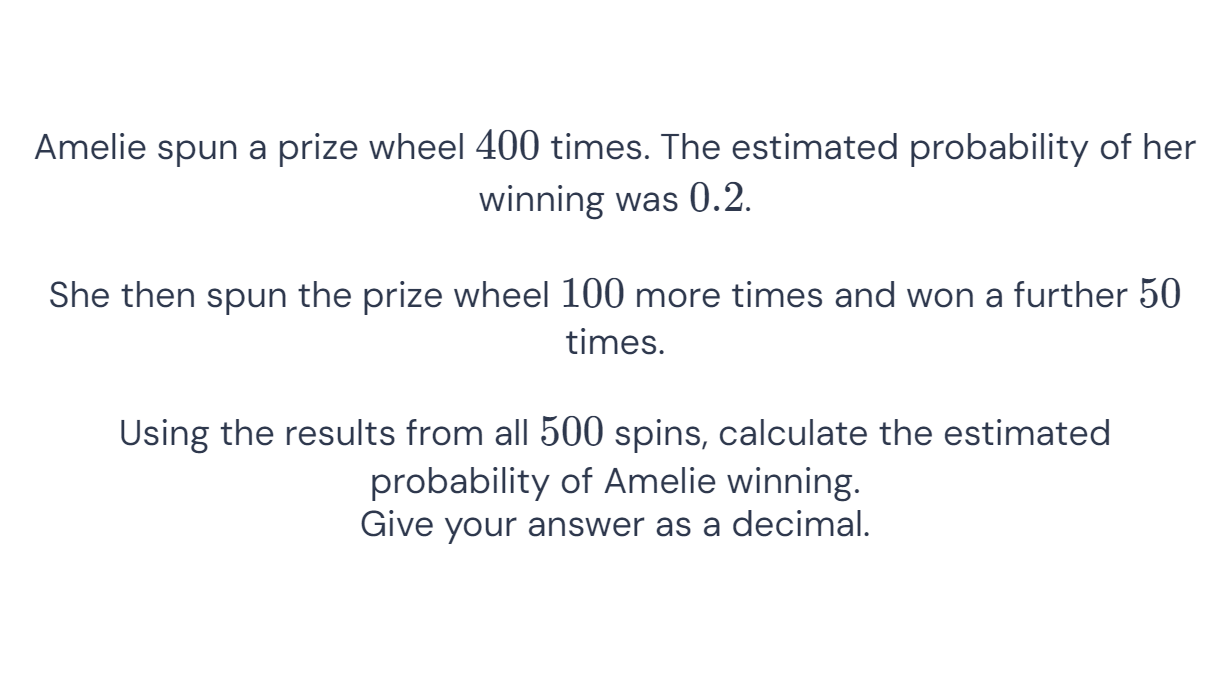 Amelie spun a prize wheel 400 times. The estimated probability of her
winning was 0.2.
She then spun the prize wheel 100 more times and won a further 50
times.
Using the results from all 500 spins, calculate the estimated
probability of Amelie winning.
Give your answer as a decimal.